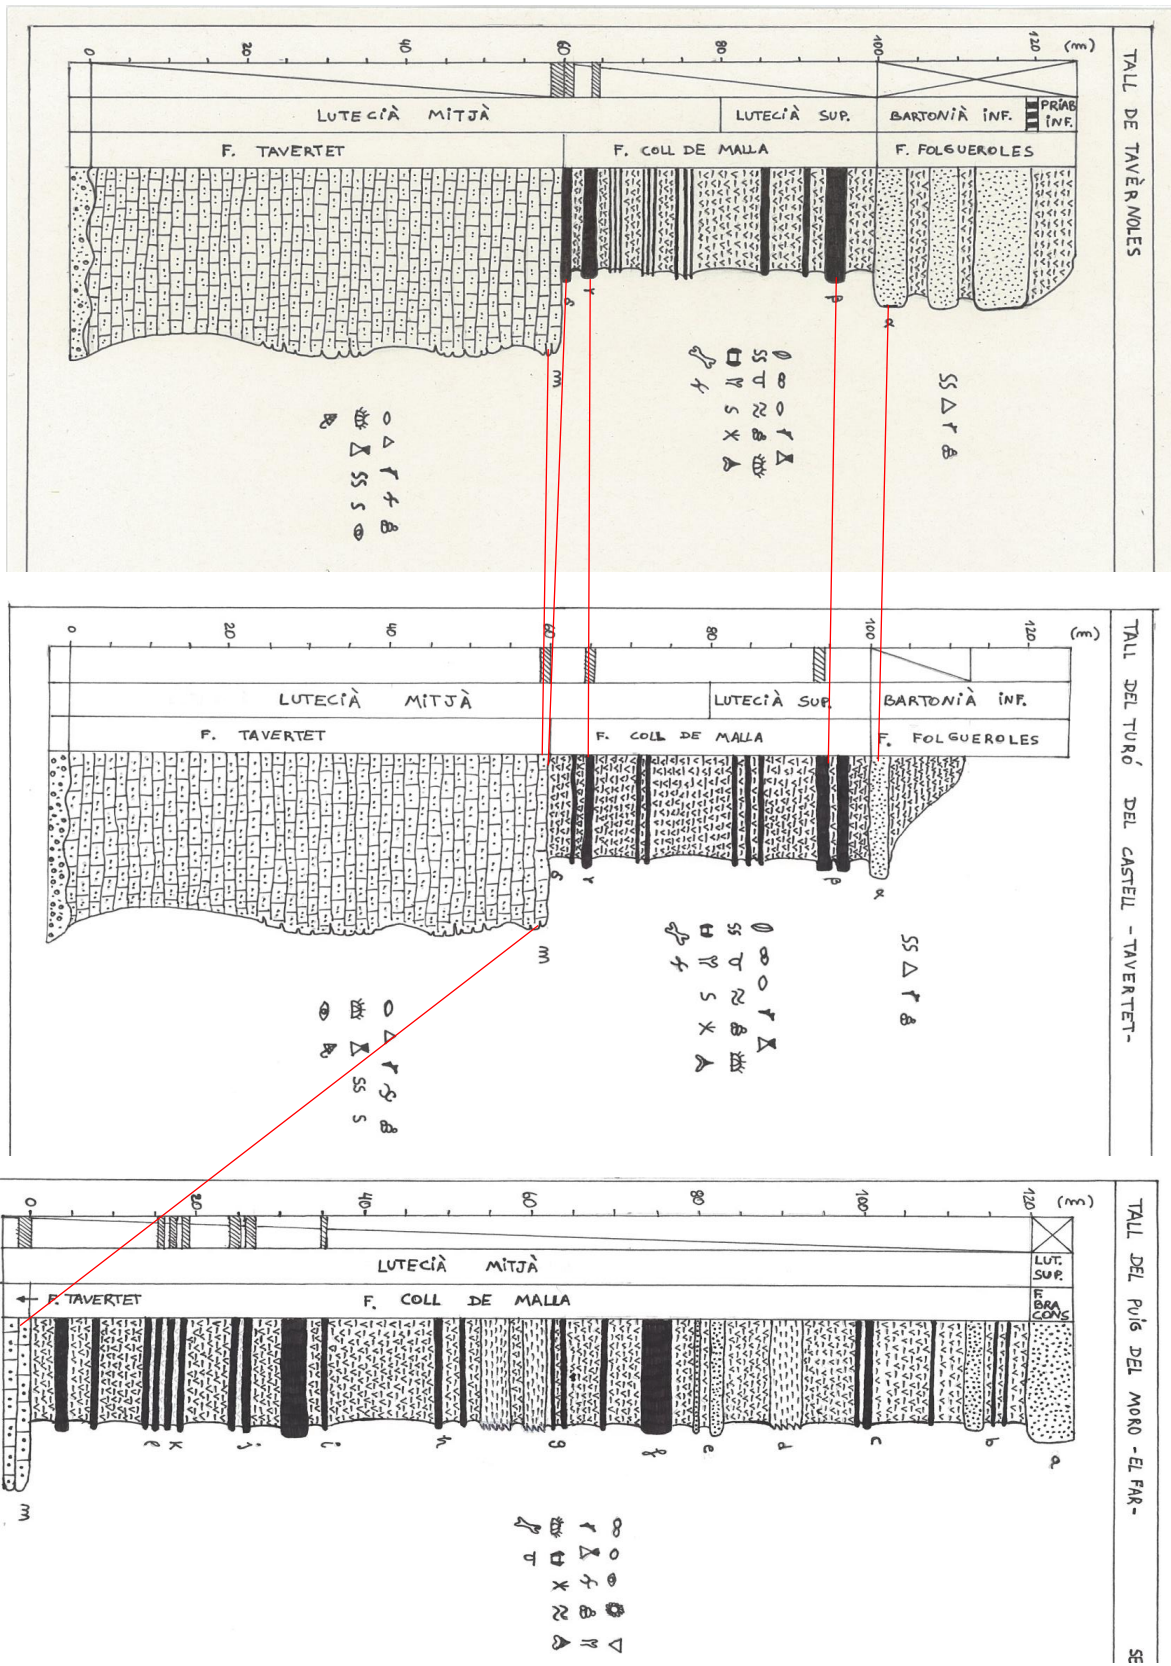 TALL DE TAVÈRNOLES
0 20 40 60 80 100 120 (m)
LUTECIÀ MITJÀ LUTECIÀ SUP. BARTONIÀ INF. PRIAB INF.
F. TAVERTET F. COLL DE MALLA F. FOLGUEROLES
m δ γ β α
TALL DEL TURÓ DEL CASTELL -TAVERTET-
0 20 40 60 80 100 120 (m)
LUTECIÀ MITJÀ LUTECIÀ SUP. BARTONIÀ INF.
F. TAVERTET F. COLL DE MALLA F. FOLGUEROLES
m δ γ β α
TALL DEL PUIG DEL MORO -EL FAR-
0 20 40 60 80 100 120 (m)
LUTECIÀ MITJÀ LUT. SUP.
F. TAVERTET F. COLL DE MALLA F. BRACONS
m l k j i h g f e d c b a
SE